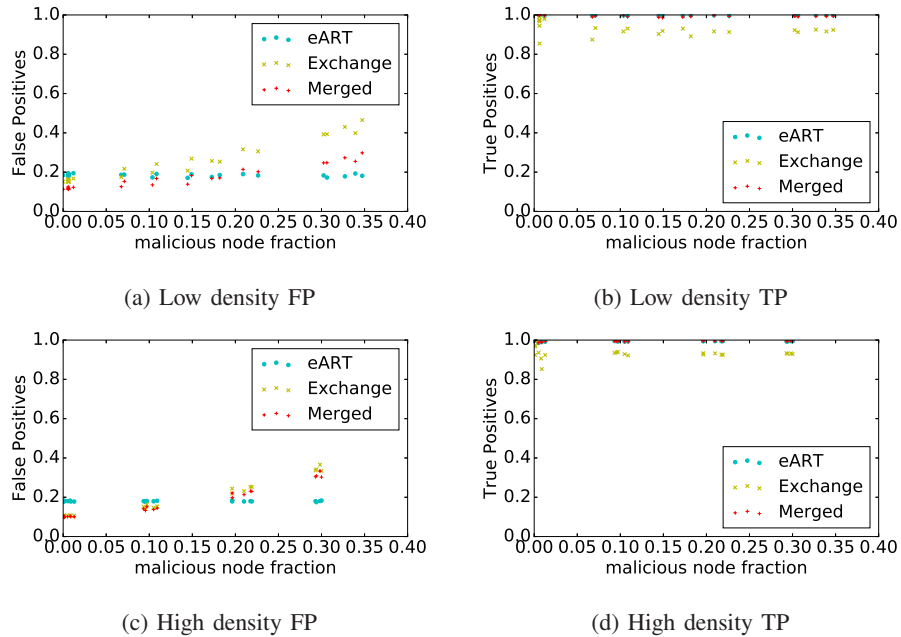 1.0
0.8
0.6
0.4
0.2
0.0
False Positives
eART
Exchange
Merged
0.00 0.05 0.10 0.15 0.20 0.25 0.30 0.35 0.40
malicious node fraction
(a) Low density FP
1.0
0.8
0.6
0.4
0.2
0.0
True Positives
eART
Exchange
Merged
0.00 0.05 0.10 0.15 0.20 0.25 0.30 0.35 0.40
malicious node fraction
(b) Low density TP
1.0
0.8
0.6
0.4
0.2
0.0
False Positives
eART
Exchange
Merged
0.00 0.05 0.10 0.15 0.20 0.25 0.30 0.35 0.40
malicious node fraction
(c) High density FP
1.0
0.8
0.6
0.4
0.2
0.0
True Positives
eART
Exchange
Merged
0.00 0.05 0.10 0.15 0.20 0.25 0.30 0.35 0.40
malicious node fraction
(d) High density TP